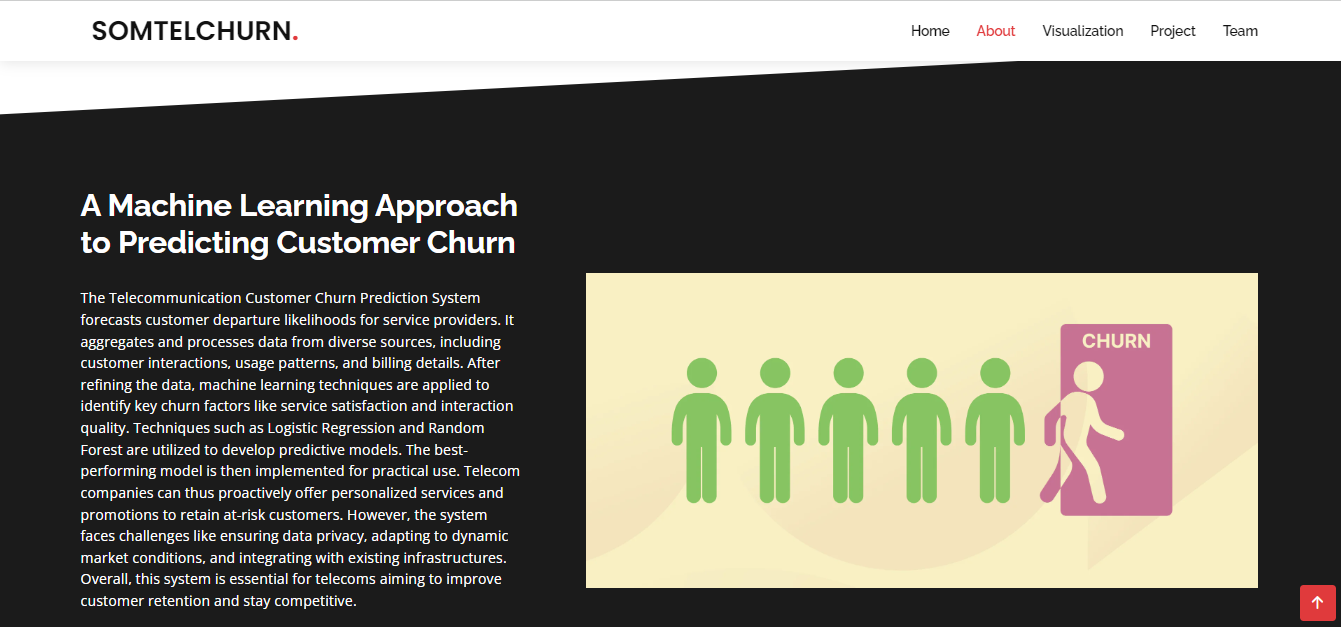 SOMTELCHURN.
Home About Visualization Project Team
A Machine Learning Approach
to Predicting Customer Churn
The Telecommunication Customer Churn Prediction System
forecasts customer departure likelihoods for service providers. It
aggregates and processes data from diverse sources, including
customer interactions, usage patterns, and billing details. After
refining the data, machine learning techniques are applied to
identify key churn factors like service satisfaction and interaction
quality. Techniques such as Logistic Regression and Random
Forest are utilized to develop predictive models. The best-
performing model is then implemented for practical use. Telecom
companies can thus proactively offer personalized services and
promotions to retain at-risk customers. However, the system
faces challenges like ensuring data privacy, adapting to dynamic
market conditions, and integrating with existing infrastructures.
Overall, this system is essential for telecoms aiming to improve
customer retention and stay competitive.
CHURN